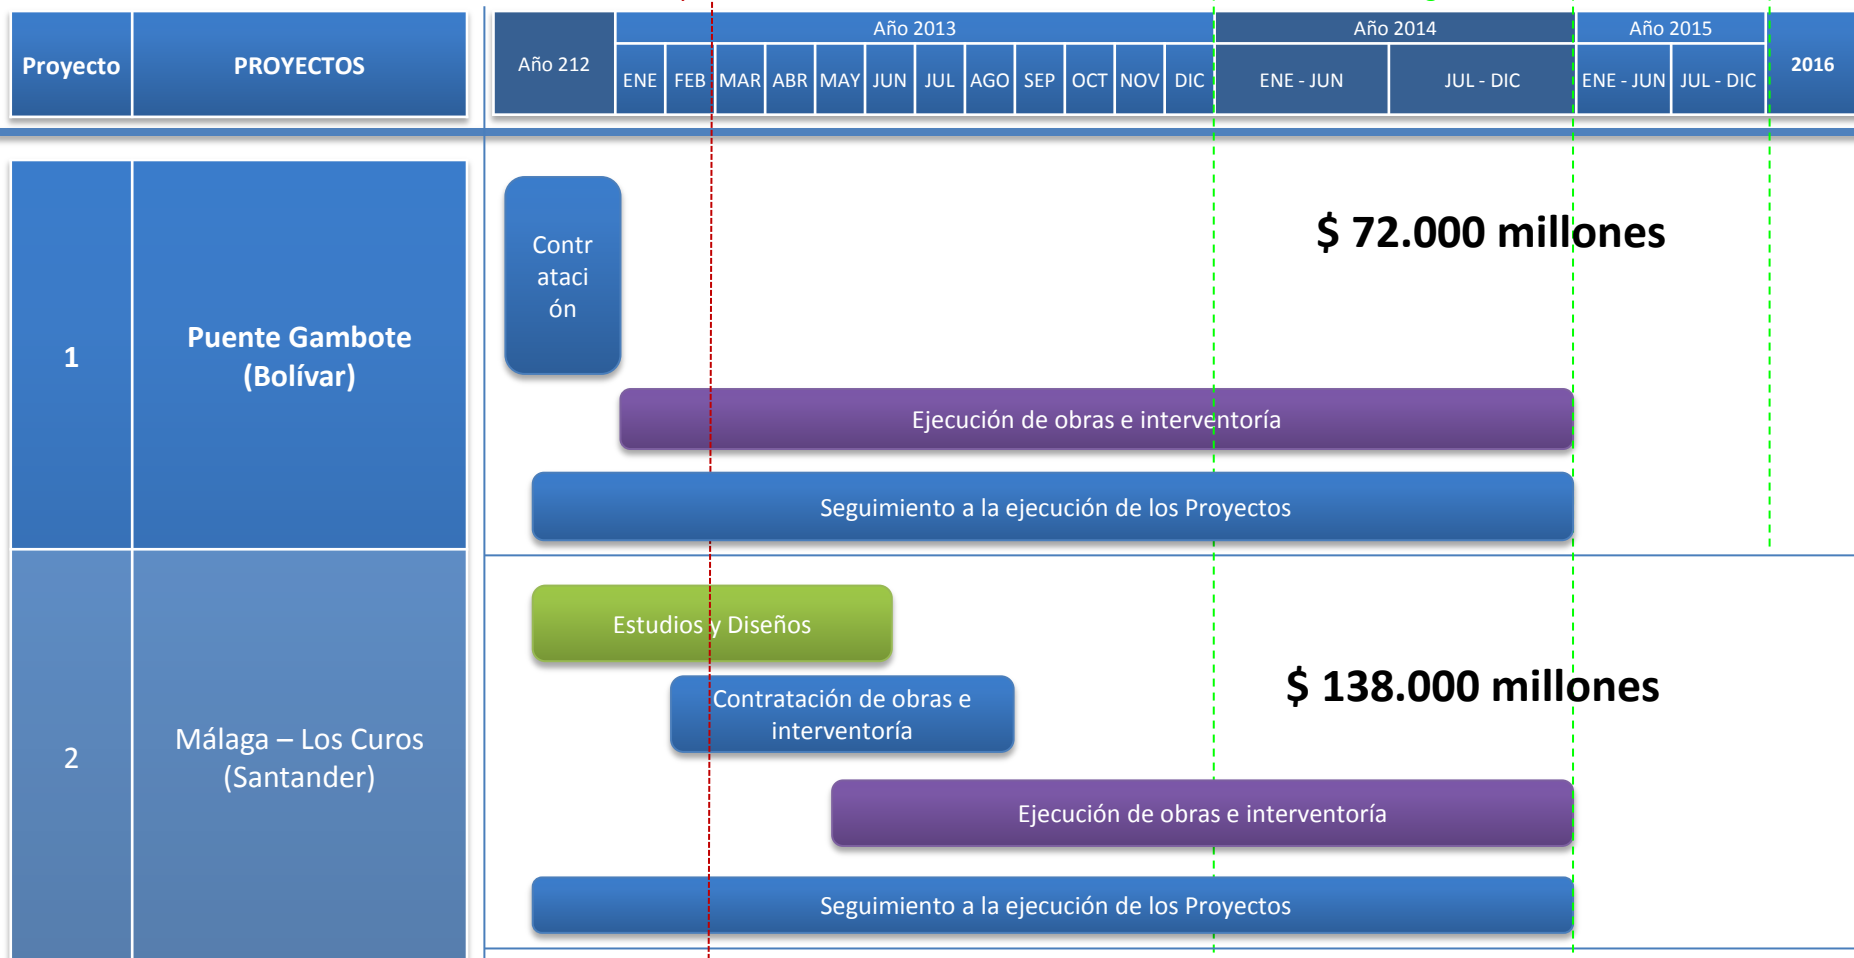 Proyecto
PROYECTOS
Año 212
Año 2013
Año 2014
Año 2015
2016
ENE FEB MAR ABR MAY JUN JUL AGO SEP OCT NOV DIC
ENE - JUN
JUL - DIC
ENE - JUN
JUL - DIC
1
Puente Gambote
(Bolívar)
Contr
ataci
ón
$ 72.000 millones
Ejecución de obras e interventoría
Seguimiento a la ejecución de los Proyectos
2
Málaga – Los Curos
(Santander)
Estudios y Diseños
Contratación de obras e
interventoría
$ 138.000 millones
Ejecución de obras e interventoría
Seguimiento a la ejecución de los Proyectos